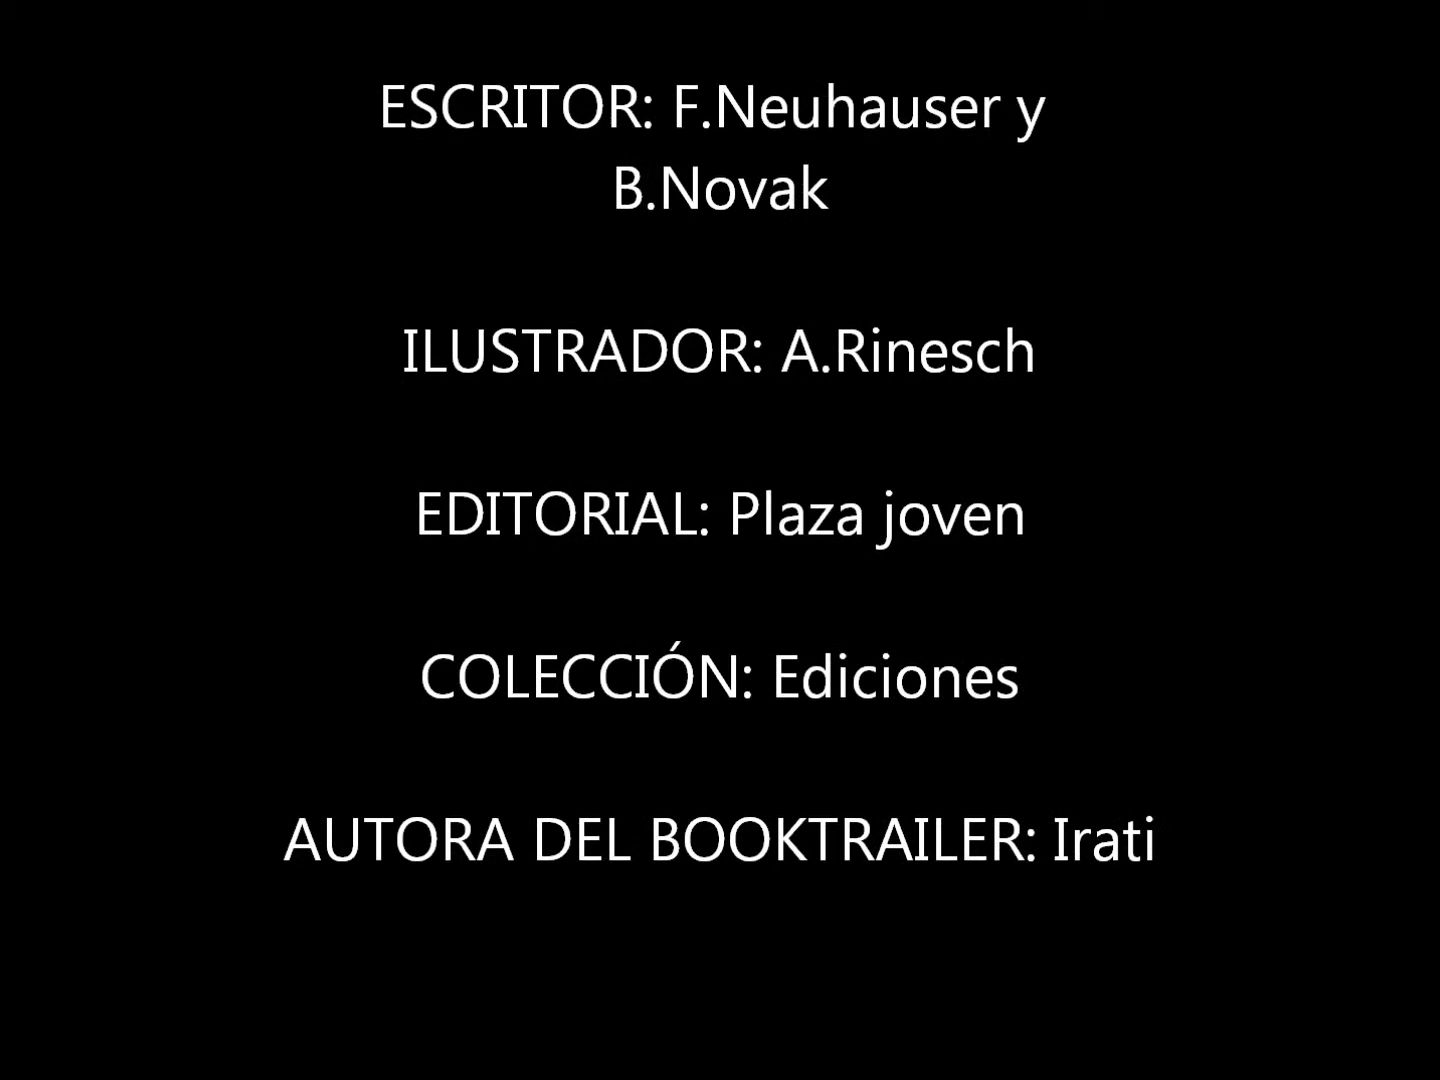 ESCRITOR: F.Neuhauser y
B.Novak
ILUSTRADOR: A.Rinesch
EDITORIAL: Plaza joven
COLECCIÓN: Ediciones
AUTORA DEL BOOKTRAILER: Irati